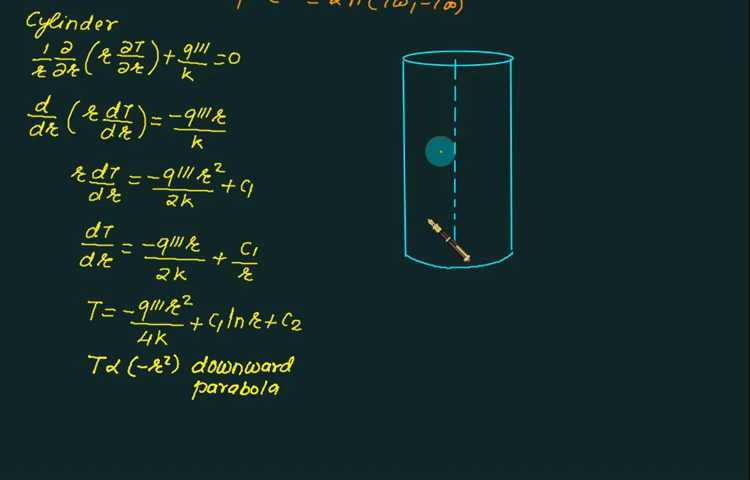 Cylinder
1/r ∂/∂r (r ∂T/∂r) + q'''/k = 0
d/dr (r dT/dr) = -q'''r/k
r dT/dr = -q'''r²/2k + C₁
dT/dr = -q'''r/2k + C₁/r
T = -q'''r²/4k + C₁ ln r + C₂
T ∝ (-r²) downward
parabola